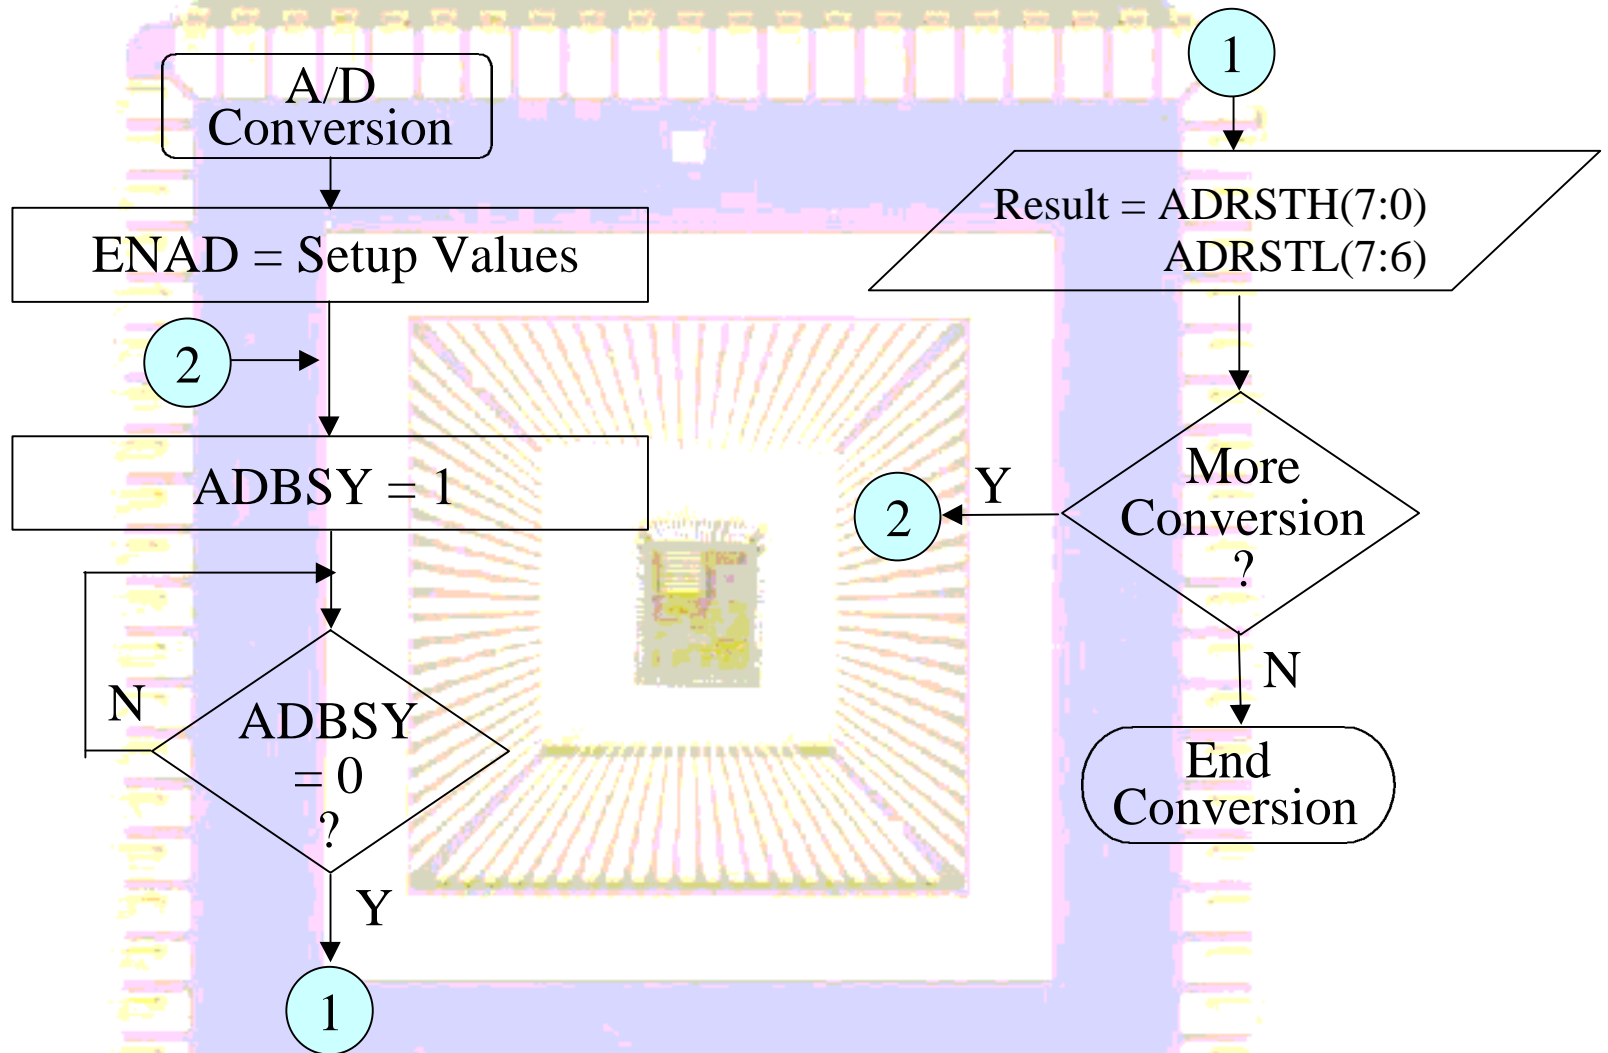 A/D
Conversion
ENAD = Setup Values
2
ADBSY = 1
N
ADBSY
= 0
?
Y
1
1
Result = ADRSTH(7:0)
ADRSTL(7:6)
More
Conversion
?
Y
2
N
End
Conversion